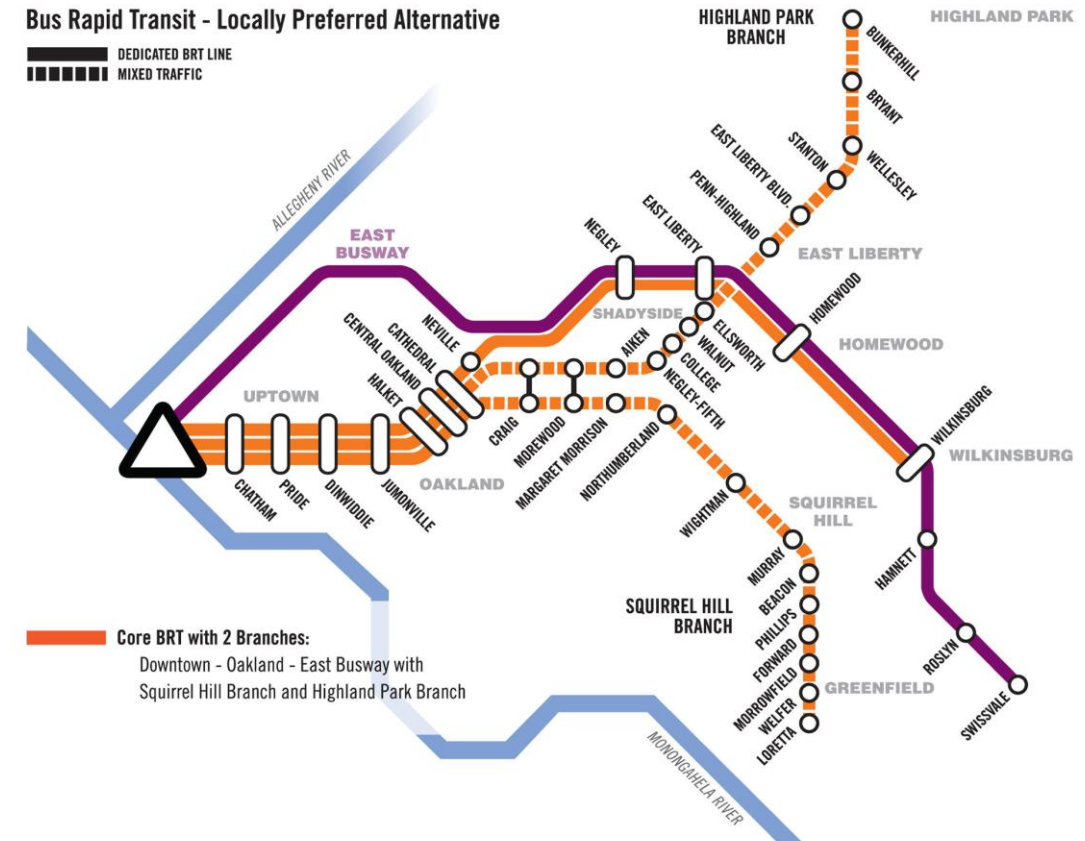 Bus Rapid Transit - Locally Preferred Alternative
DEDICATED BRT LINE
MIXED TRAFFIC
HIGHLAND PARK
BRANCH
HIGHLAND PARK
BUNKERHILL
BRYANT
WELLESLEY
STANTON
EAST LIBERTY BLVD.
PENN-HIGHLAND
EAST LIBERTY
ALLEGHENY RIVER
EAST
BUSWAY
NEGLEY
EAST LIBERTY
SHADYSIDE
HOMEWOOD
HOMEWOOD
NEVILLE
CATHEDRAL
CENTRAL OAKLAND
HALKET
AIKEN
ELLSWORTH
WALNUT
COLLEGE
NEGLEY-FIFTH
UPTOWN
CHATHAM
PRIDE
DINWIDDIE
JUMONVILLE
OAKLAND
CRAIG
MOREWOOD
MARGARET MORRISON
NORTHUMBERLAND
WIGHTMAN
SQUIRREL
HILL
WILKINSBURG
WILKINSBURG
MURRAY
BEACON
PHILLIPS
FORWARD
MORROWFIELD
WELFER
LORETTA
GREENFIELD
SQUIRREL HILL
BRANCH
HAMNETT
ROSLYN
SWISSVALE
Core BRT with 2 Branches:
Downtown - Oakland - East Busway with
Squirrel Hill Branch and Highland Park Branch
MONONGAHELA RIVER